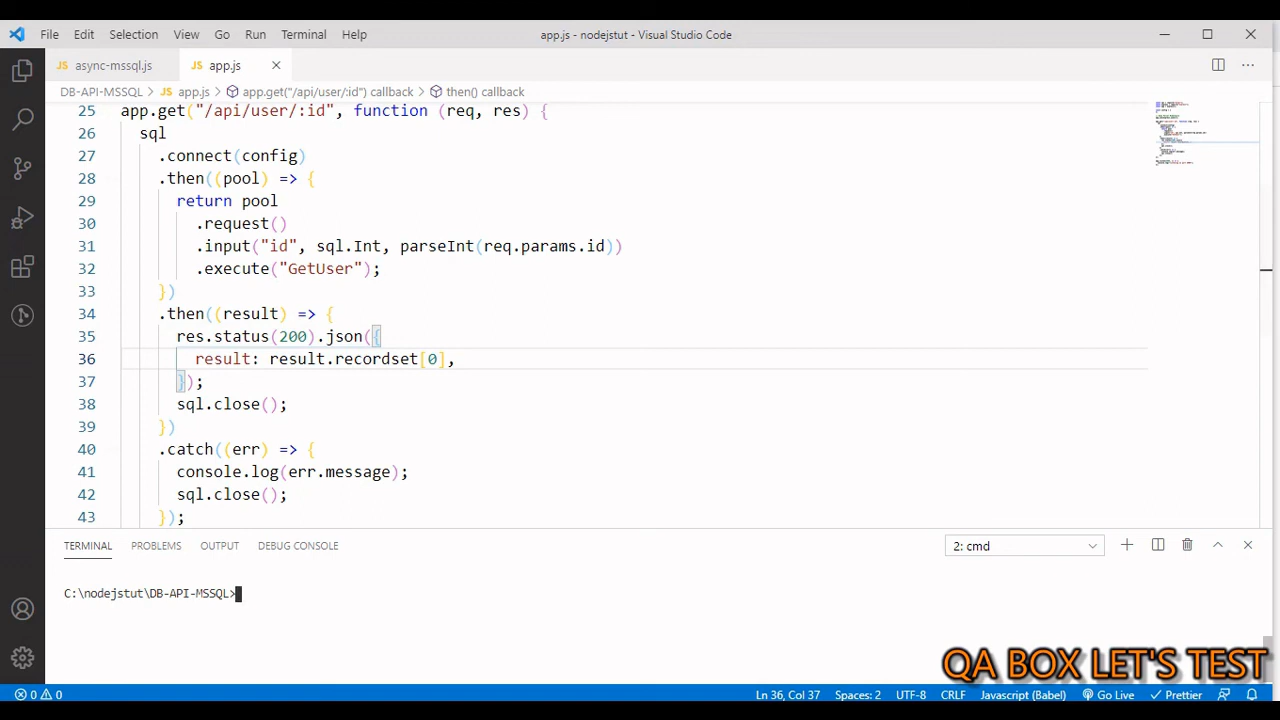 File Edit Selection View Go Run Terminal Help app.js - nodejstut - Visual Studio Code
JS async-mssql.js JS app.js
DB-API-MSSQL > JS app.js > app.get("/api/user/:id") callback > then() callback
25 app.get("/api/user/:id", function (req, res) {
26 sql
27 .connect(config)
28 .then((pool) => {
29 return pool
30 .request()
31 .input("id", sql.Int, parseInt(req.params.id))
32 .execute("GetUser");
33 })
34 .then((result) => {
35 res.status(200).json({
36 result: result.recordset[0],
37 });
38 sql.close();
39 })
40 .catch((err) => {
41 console.log(err.message);
42 sql.close();
43 });
TERMINAL PROBLEMS OUTPUT DEBUG CONSOLE 2: cmd
C:\nodejstut\DB-API-MSSQL>
QA BOX LET'S TEST
0 0 Ln 36, Col 37 Spaces: 2 UTF-8 CRLF Javascript (Babel) Go Live Prettier